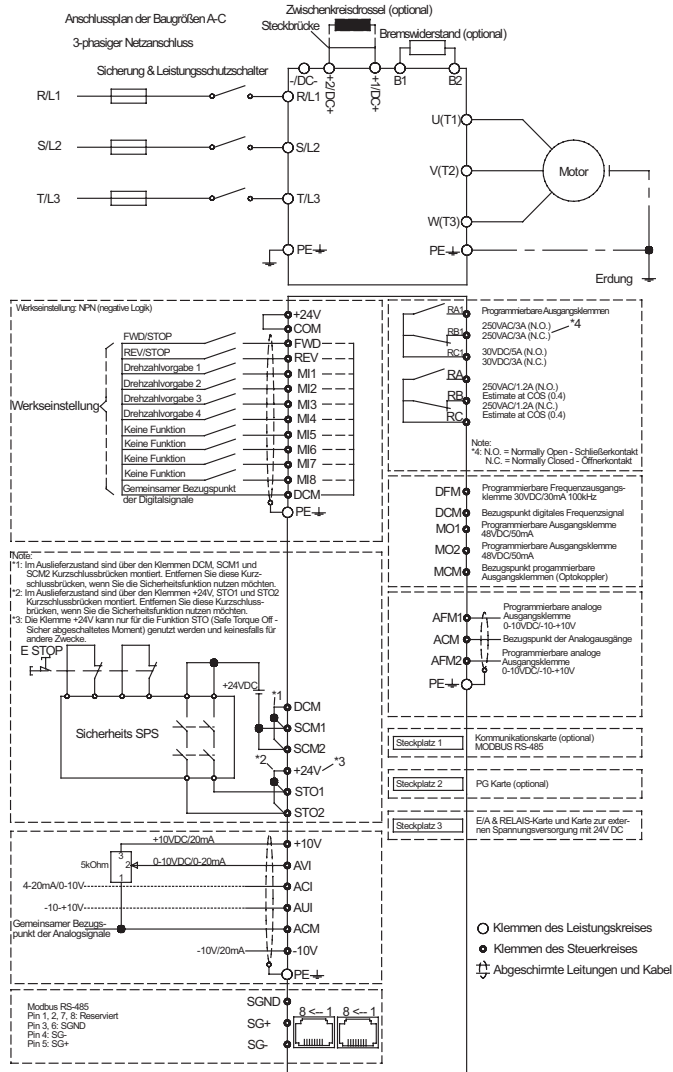 Anschlussplan der Baugrößen A-C
3-phasiger Netzanschluss
Zwischenkreisdrossel (optional)
Steckbrücke
Bremswiderstand (optional)
Sicherung & Leistungsschutzschalter
-/DC-
+2/DC+
+1/DC+
B1
B2
R/L1
R/L1
S/L2
S/L2
T/L3
T/L3
U(T1)
V(T2)
W(T3)
Motor
PE
PE
Erdung
Werkseinstellung: NPN (negative Logik)
+24V
COM
FWD/STOP
FWD
REV/STOP
REV
Drehzahlvorgabe 1
MI1
Drehzahlvorgabe 2
MI2
Werkseinstellung
Drehzahlvorgabe 3
MI3
Drehzahlvorgabe 4
MI4
Keine Funktion
MI5
Keine Funktion
MI6
Keine Funktion
MI7
Keine Funktion
MI8
Gemeinsamer Bezugspunkt
der Digitalsignale
DCM
PE
RA1
Programmierbare Ausgangsklemmen
250VAC/3A (N.O.)
RB1
250VAC/3A (N.C.)
*4
RC1
30VDC/5A (N.O.)
30VDC/3A (N.C.)
RA
250VAC/1.2A (N.O.)
Estimate at COS (0.4)
RB
250VAC/1.2A (N.C.)
Estimate at COS (0.4)
RC
Note:
*4: N.O. = Normally Open - Schließerkontakt
N.C. = Normally Closed - Öffnerkontakt
DFM
Programmierbare Frequenzausgangs-
klemme 30VDC/30mA 100kHz
DCM
Bezugspunkt digitales Frequenzsignal
MO1
Programmierbare Ausgangsklemme
48VDC/50mA
MO2
Programmierbare Ausgangsklemme
48VDC/50mA
MCM
Bezugspunkt progammierbare
Ausgangsklemmen (Optokoppler)
Note:
*1: Im Auslieferzustand sind über den Klemmen DCM, SCM1 und
SCM2 Kurzschlussbrücken montiert. Entfernen Sie diese Kurz-
schlussbrücken, wenn Sie die Sicherheitsfunktion nutzen möchten.
*2: Im Auslieferzustand sind über den Klemmen +24V, STO1 und STO2
Kurzschlussbrücken montiert. Entfernen Sie diese Kurzschluss-
brücken, wenn Sie die Sicherheitsfunktion nutzen möchten.
*3: Die Klemme +24V kann nur für die Funktion STO (Safe Torque Off -
Sicher abgeschaltetes Moment) genutzt werden und keinesfalls für
andere Zwecke.
E STOP
+24VDC
*1
DCM
SCM1
Sicherheits SPS
SCM2
*2
+24V
*3
STO1
STO2
AFM1
Programmierbare analoge
Ausgangsklemme
0-10VDC/-10-+10V
ACM
Bezugspunkt der Analogausgänge
AFM2
Programmierbare analoge
Ausgangsklemme
0-10VDC/-10-+10V
PE
Steckplatz 1
Kommunikationskarte (optional)
MODBUS RS-485
Steckplatz 2
PG Karte (optional)
Steckplatz 3
E/A & RELAIS-Karte und Karte zur exter-
nen Spannungsversorgung mit 24V DC
+10VDC/20mA
+10V
3
5kOhm
2
0-10VDC/0-20mA
AVI
1
4-20mA/0-10V
ACI
-10-+10V
AUI
Gemeinsamer Bezugs-
punkt der Analogsignale
ACM
-10V/20mA
-10V
PE
Klemmen des Leistungskreises
Klemmen des Steuerkreises
Abgeschirmte Leitungen und Kabel
Modbus RS-485
Pin 1, 2, 7, 8: Reserviert
Pin 3, 6: SGND
Pin 4: SG-
Pin 5: SG+
SGND
SG+
SG-
8 <-- 1
8 <-- 1